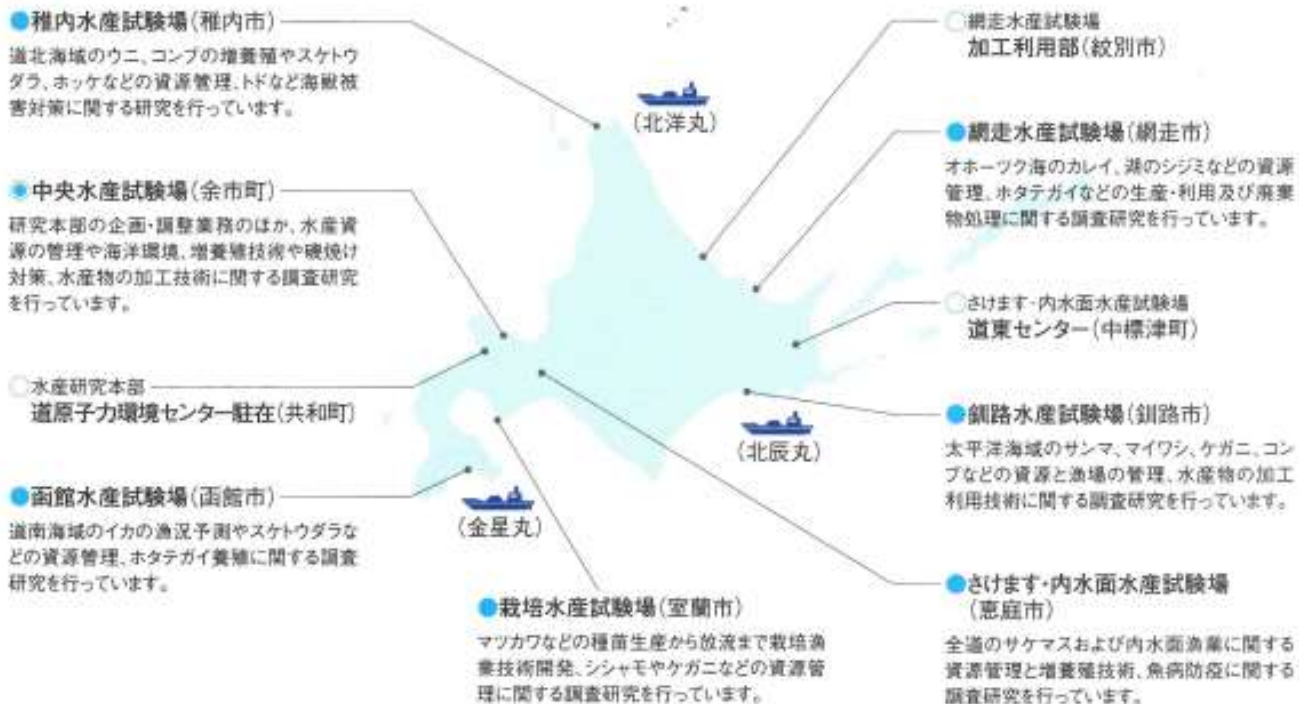 稚内水産試験場(稚内市)
道北海域のウニ、コンブの増養殖やスケトウ
ダラ、ホッケなどの資源管理、トドなど海獣被
害対策に関する研究を行っています。
中央水産試験場(余市町)
研究本部の企画・調整業務のほか、水産資
源の管理や海洋環境、増養殖技術や磯焼け
対策、水産物の加工技術に関する調査研究
を行っています。
水産研究本部
道原子力環境センター駐在(共和町)
函館水産試験場(函館市)
道南海域のイカの漁況予測やスケトウダラな
どの資源管理、ホタテガイ養殖に関する調査
研究を行っています。
(北洋丸)
(北辰丸)
(金星丸)
栽培水産試験場(室蘭市)
マツカワなどの種苗生産から放流まで栽培漁
業技術開発、シシャモやケガニなどの資源管
理に関する調査研究を行っています。
網走水産試験場
加工利用部(紋別市)
網走水産試験場(網走市)
オホーツク海のカレイ、湖のシジミなどの資源
管理、ホタテガイなどの生産・利用及び廃棄
物処理に関する調査研究を行っています。
さけます・内水面水産試験場
道東センター(中標津町)
釧路水産試験場(釧路市)
太平洋海域のサンマ、マイワシ、ケガニ、コン
ブなどの資源と漁場の管理、水産物の加工
利用技術に関する調査研究を行っています。
さけます・内水面水産試験場
(恵庭市)
全道のサケマスおよび内水面漁業に関する
資源管理と増養殖技術、魚病防疫に関する
調査研究を行っています。